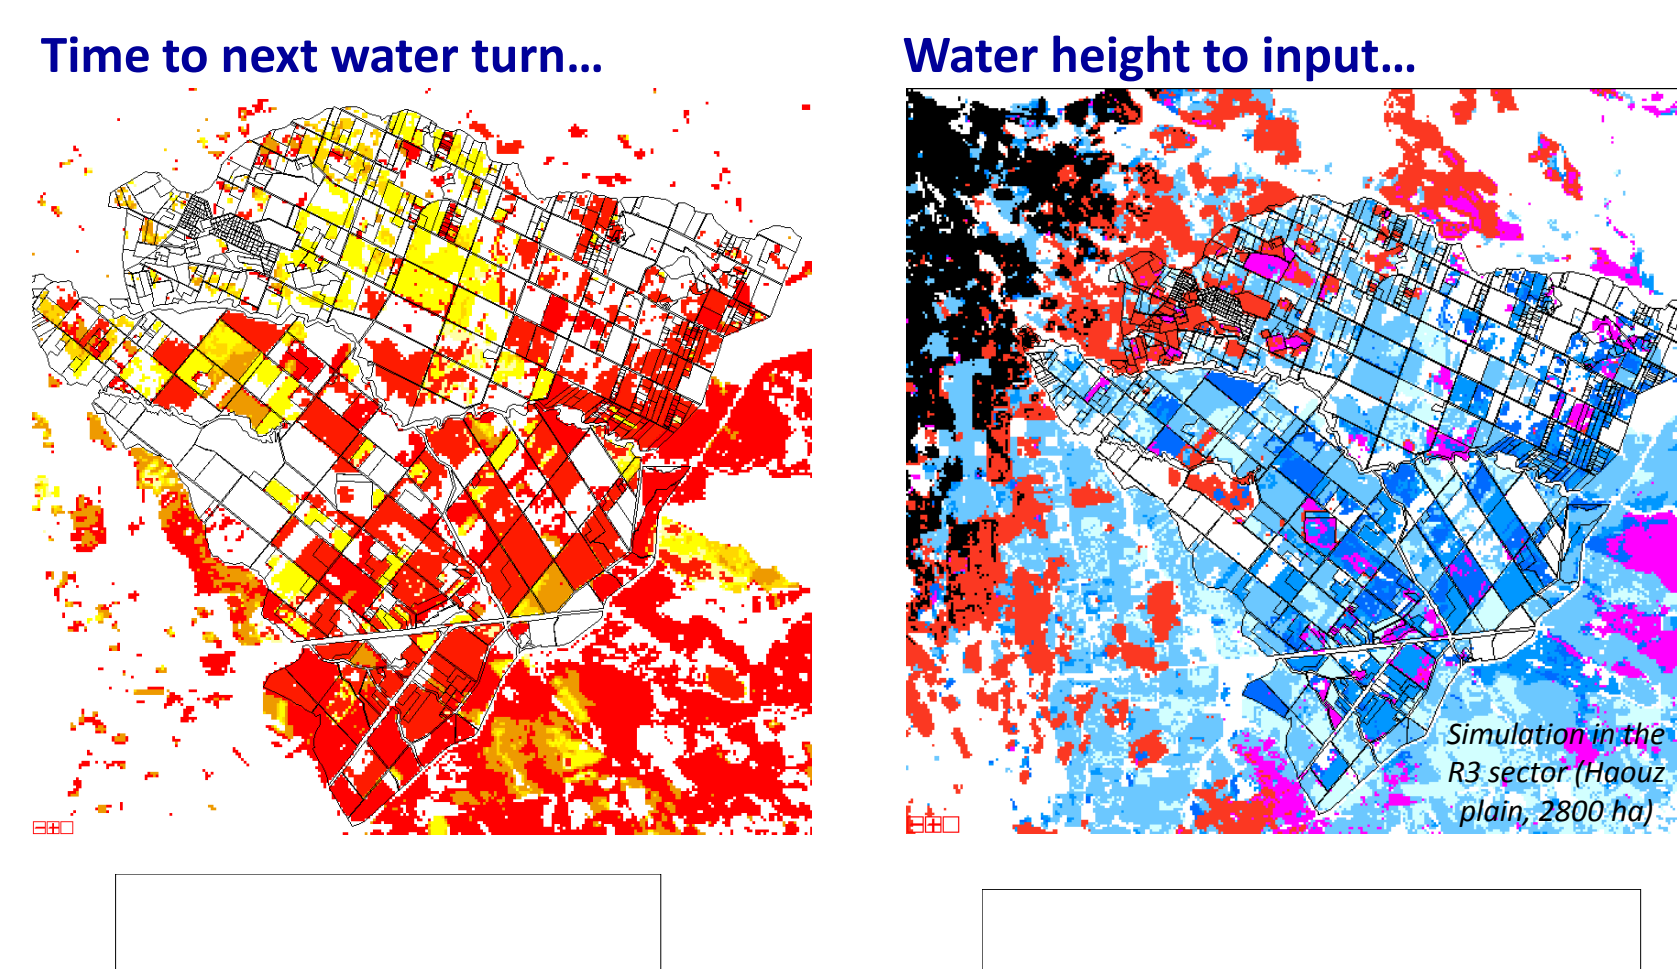 Time to next water turn…
Water height to input…
Simulation in the
R3 sector (Haouz
plain, 2800 ha)